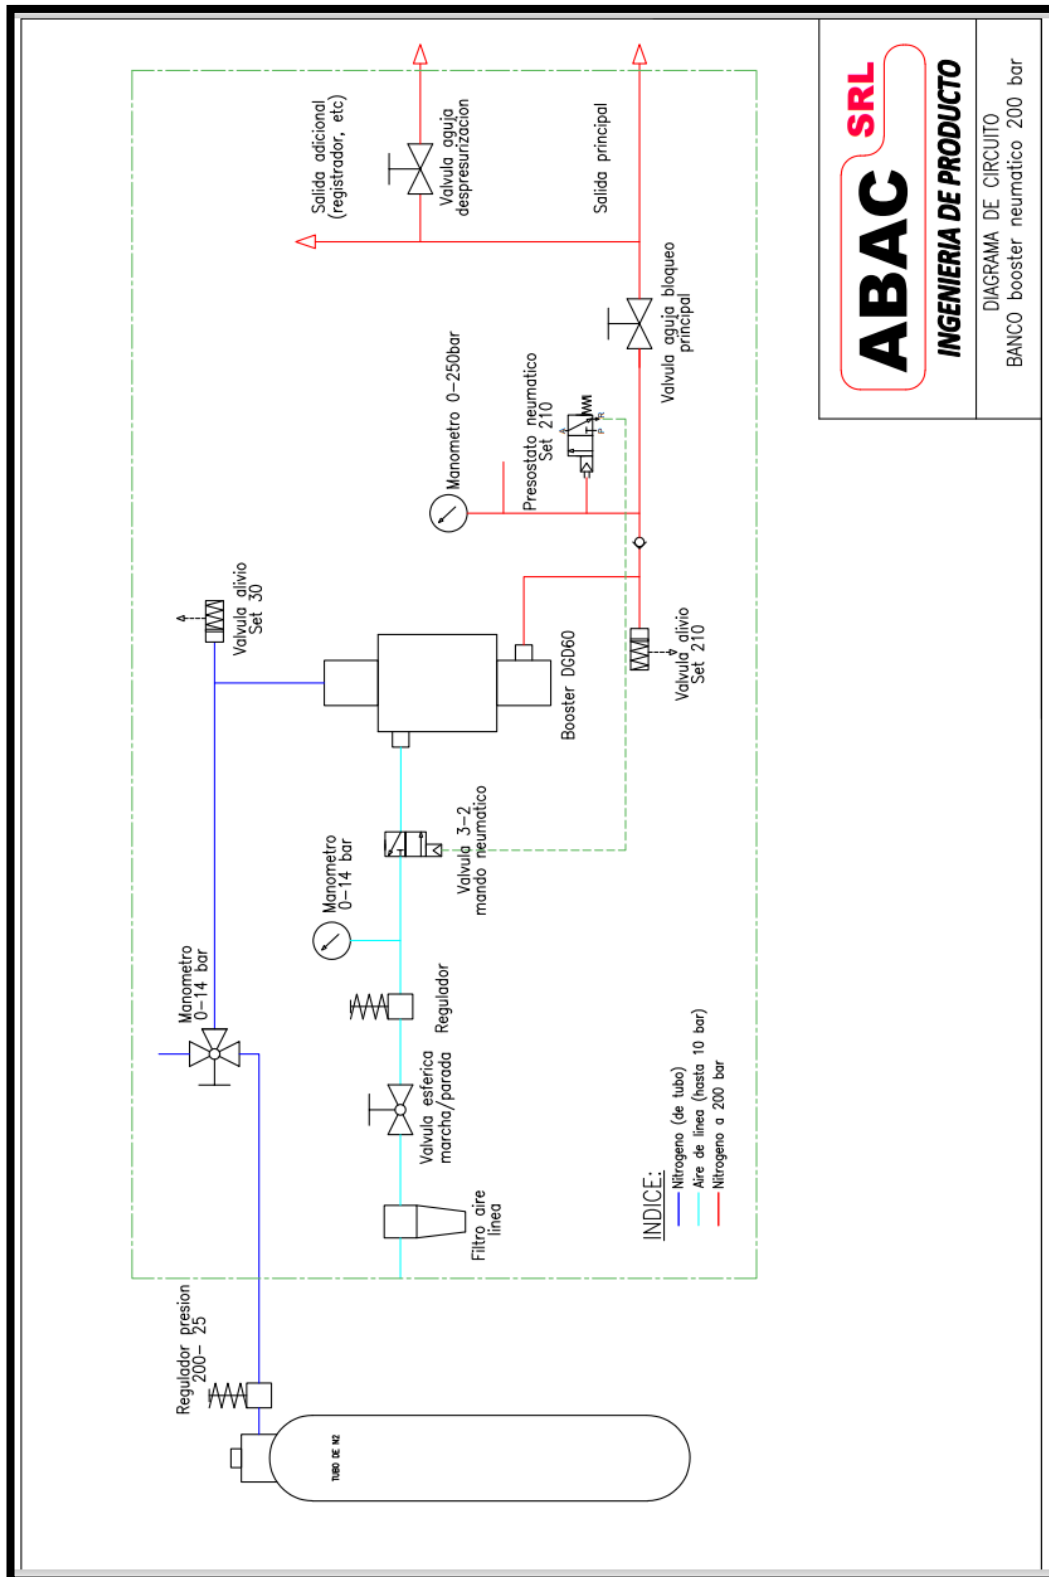 TUBO DE N2
Regulador presion
200- 25
Manometro
0-14 bar
Valvula alivio
Set 30
Filtro aire
linea
Valvula esferica
marcha/parada
Regulador
Manometro
0-14 bar
Valvula 3-2
mando neumatico
Booster DGD60
Valvula alivio
Set 210
Manometro 0-250bar
Presostato neumatico
Set 210
A
P
R
Valvula aguja bloqueo
principal
Salida adicional
(registrador, etc)
Valvula aguja
despresurizacion
Salida principal
INDICE:
Nitrogeno (de tubo)
Aire de linea (hasta 10 bar)
Nitrogeno a 200 bar
ABAC SRL
INGENIERIA DE PRODUCTO
DIAGRAMA DE CIRCUITO
BANCO booster neumatico 200 bar